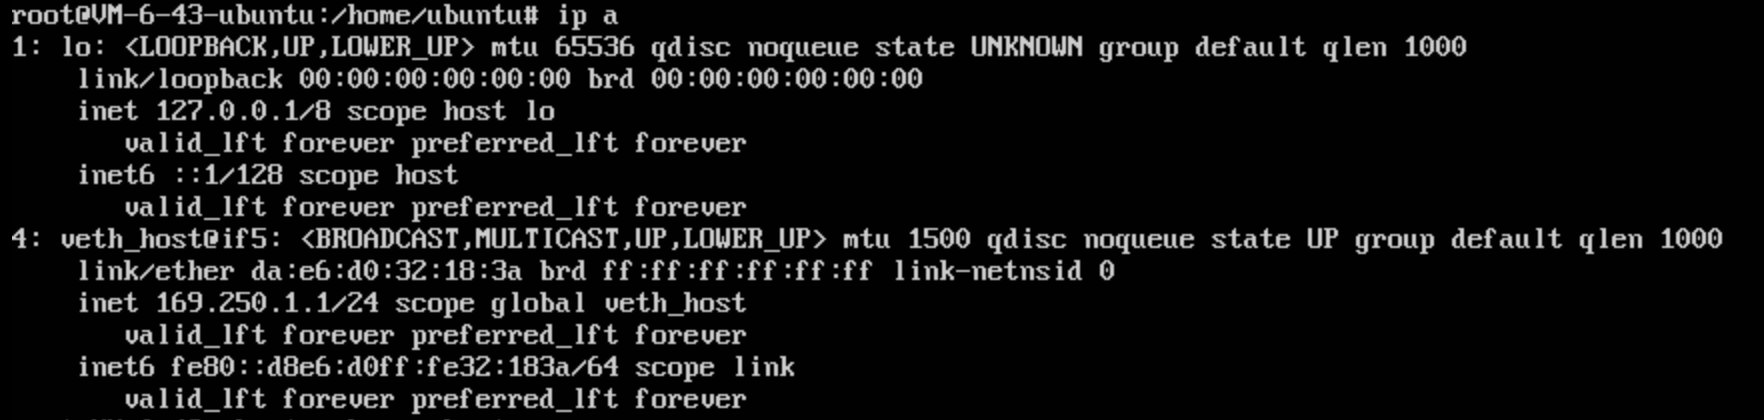 root@VM-6-43-ubuntu:/home/ubuntu# ip a
1: lo: <LOOPBACK,UP,LOWER_UP> mtu 65536 qdisc noqueue state UNKNOWN group default qlen 1000
    link/loopback 00:00:00:00:00:00 brd 00:00:00:00:00:00
    inet 127.0.0.1/8 scope host lo
       valid_lft forever preferred_lft forever
    inet6 ::1/128 scope host
       valid_lft forever preferred_lft forever
4: veth_host@if5: <BROADCAST,MULTICAST,UP,LOWER_UP> mtu 1500 qdisc noqueue state UP group default qlen 1000
    link/ether da:e6:d0:32:18:3a brd ff:ff:ff:ff:ff:ff link-netnsid 0
    inet 169.250.1.1/24 scope global veth_host
       valid_lft forever preferred_lft forever
    inet6 fe80::d8e6:d0ff:fe32:183a/64 scope link
       valid_lft forever preferred_lft forever